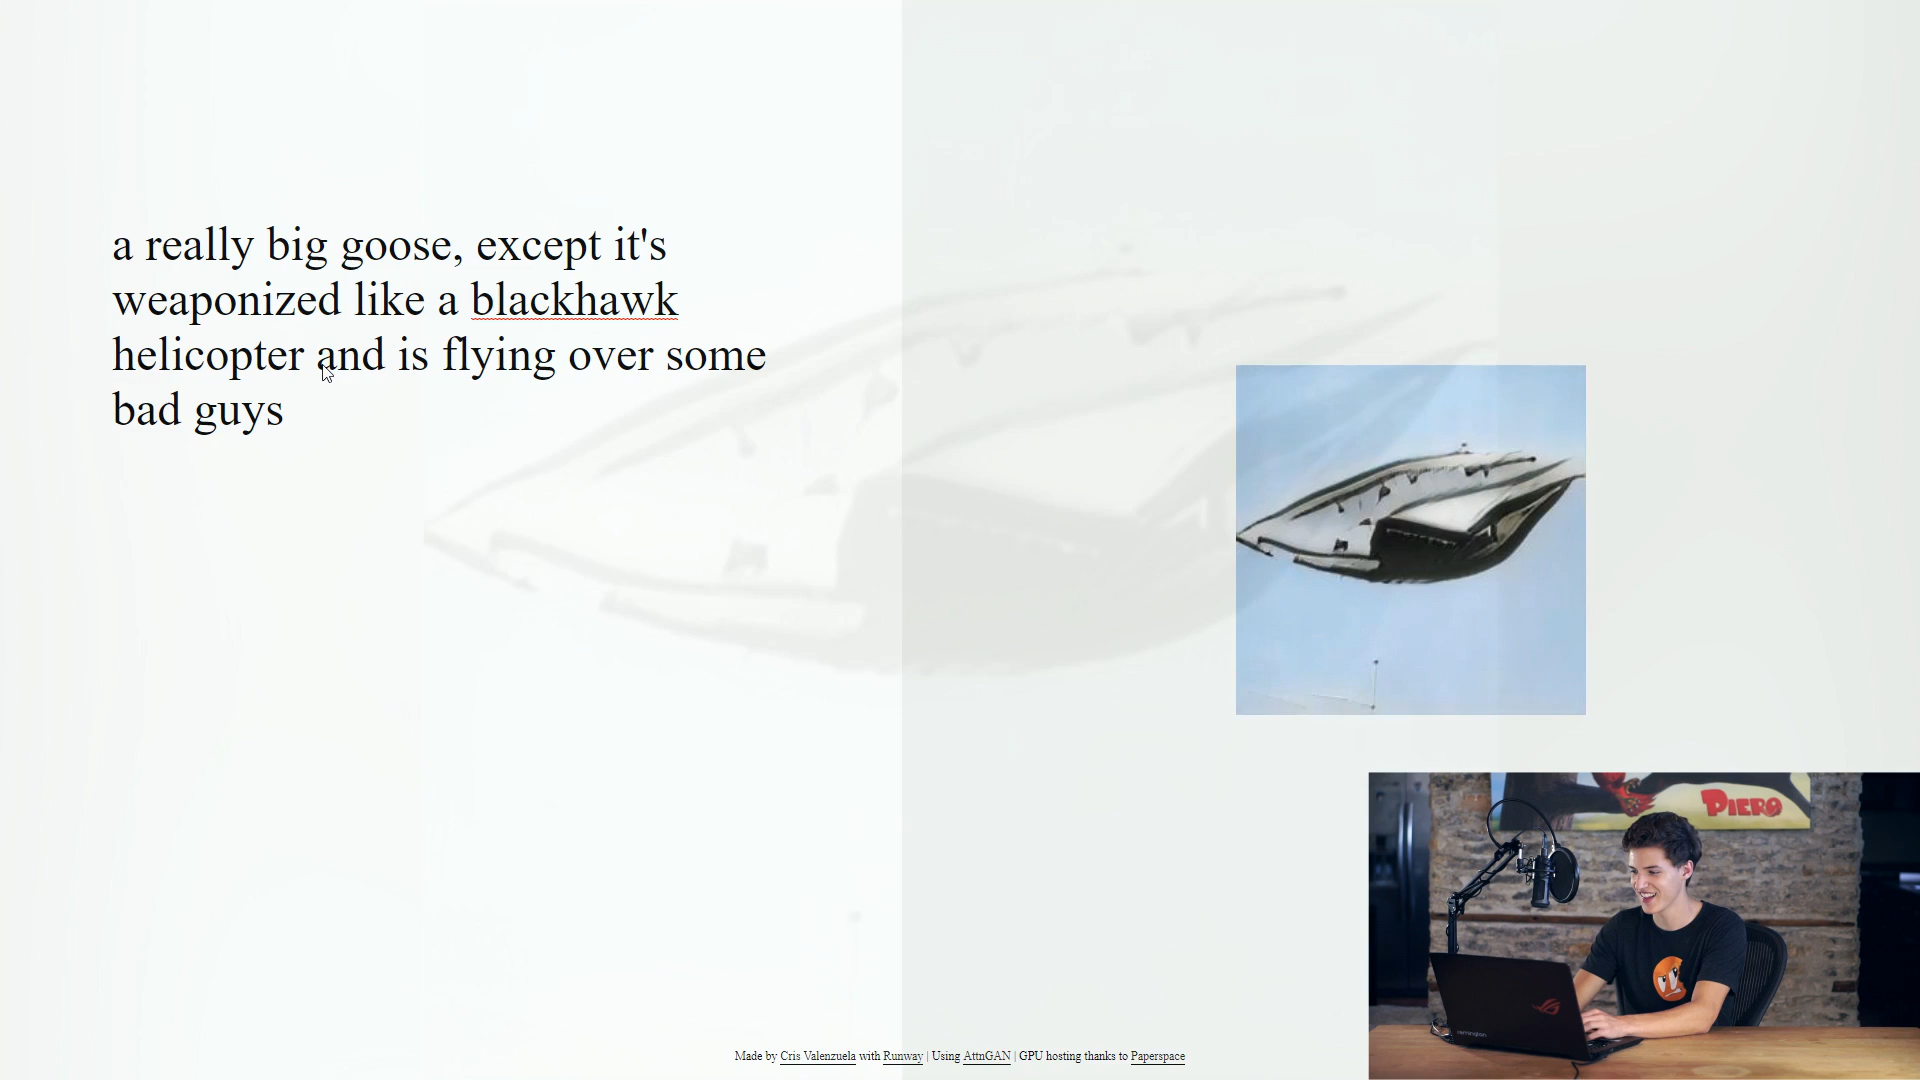 a really big goose, except it's
weaponized like a blackhawk
helicopter and is flying over some
bad guys
PIERO
Made by Cris Valenzuela with Runway | Using AttnGAN | GPU hosting thanks to Paperspace